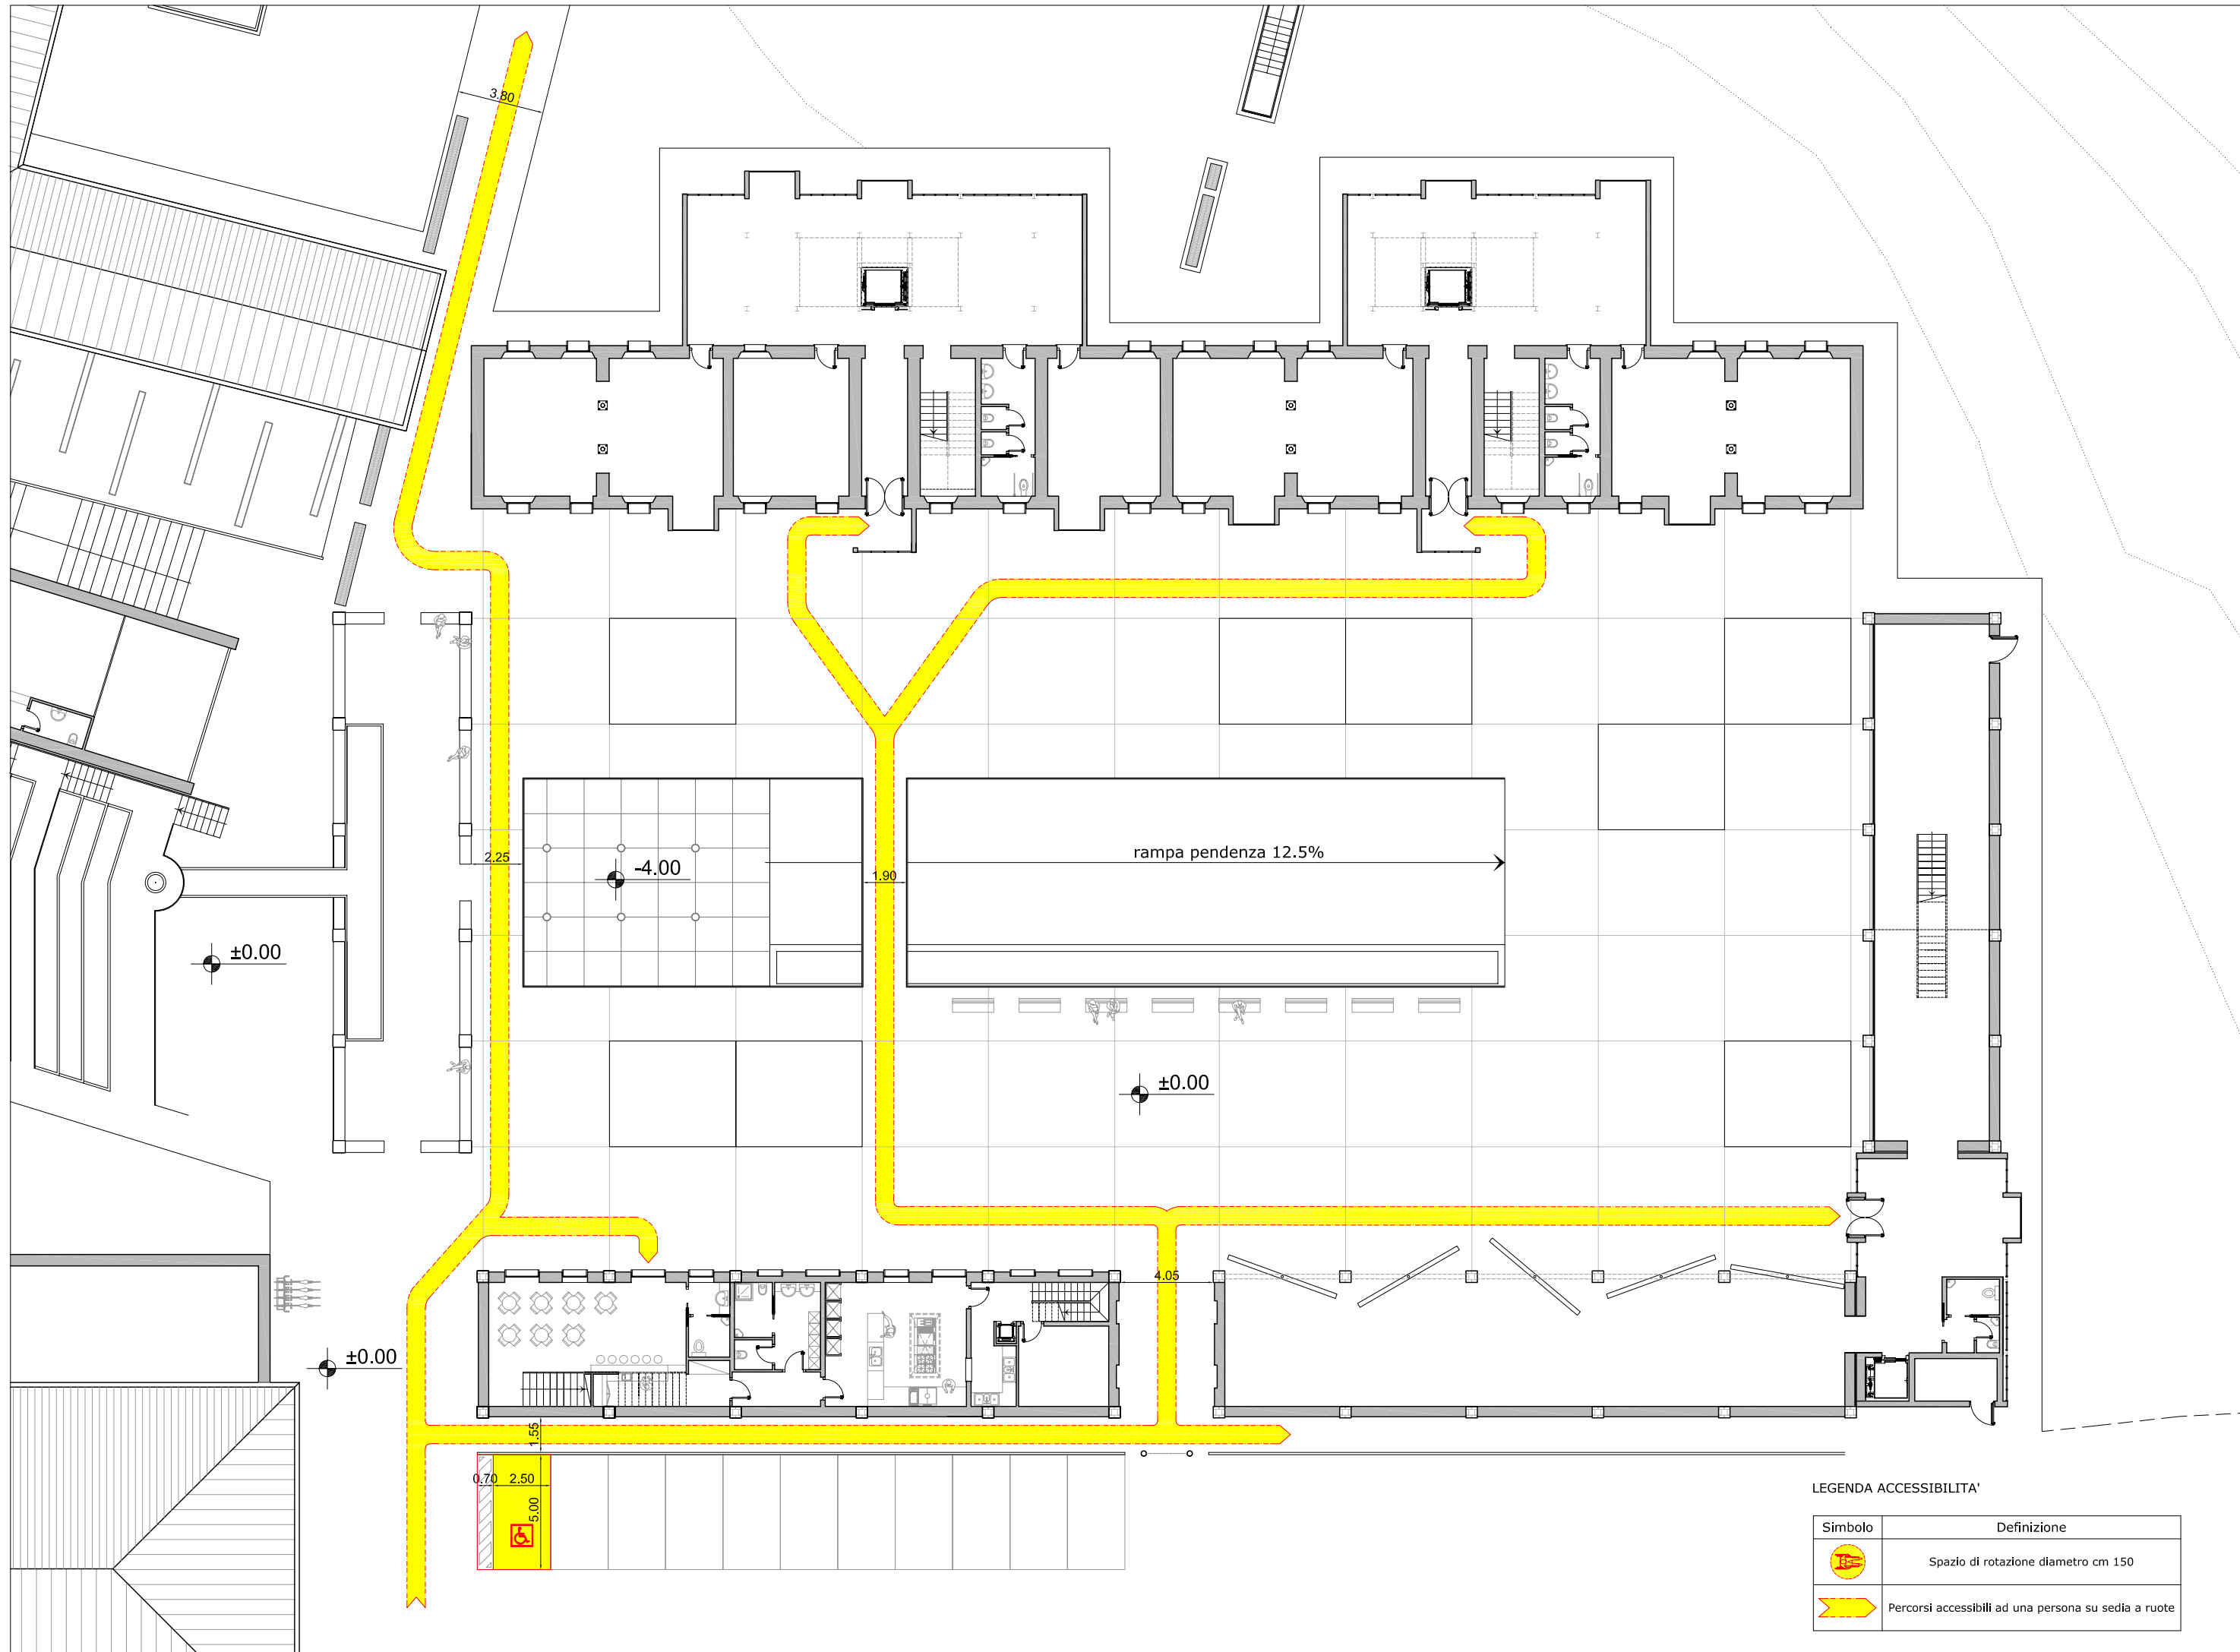 3.80
rampa pendenza 12.5%
2.25
-4.00
1.90
±0.00
±0.00
4.05
±0.00
1.55
0.70
2.50
5.00
LEGENDA ACCESSIBILITA'
Simbolo
Definizione
Spazio di rotazione diametro cm 150
Percorsi accessibili ad una persona su sedia a ruote